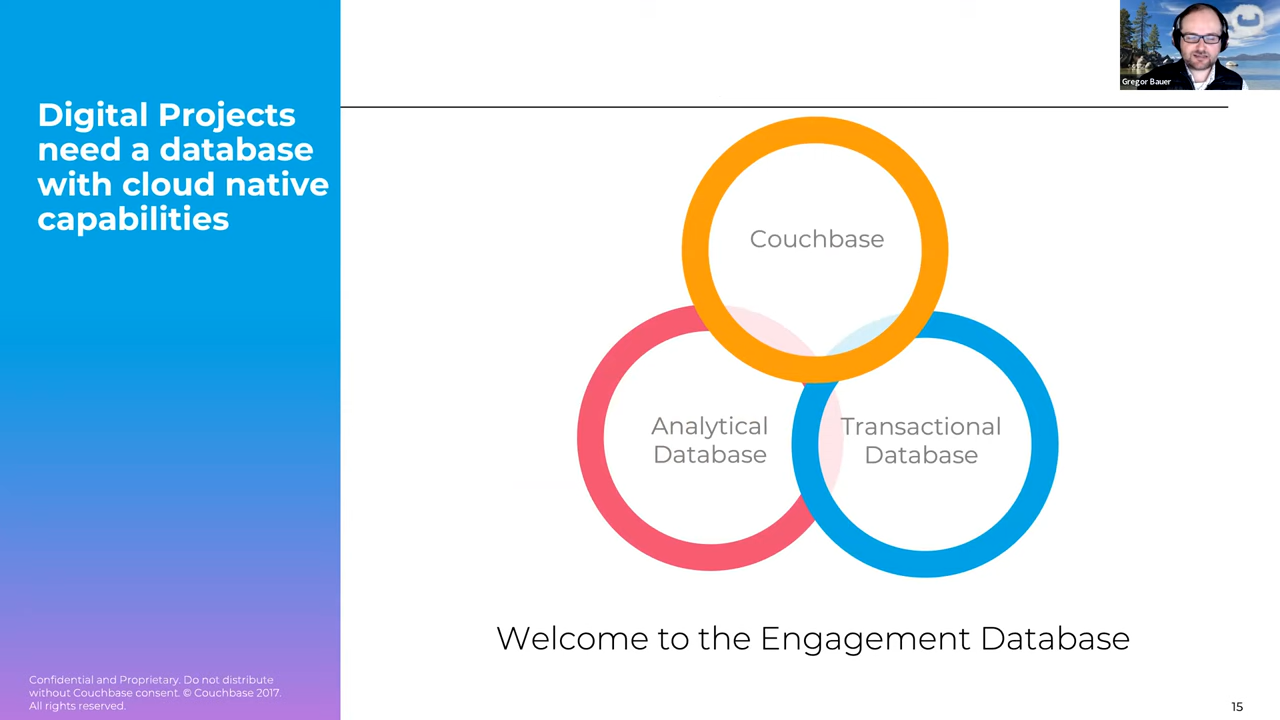 Digital Projects
need a database
with cloud native
capabilities
Gregor Bauer
Couchbase
Analytical
Database
Transactional
Database
Welcome to the Engagement Database
Confidential and Proprietary. Do not distribute
without Couchbase consent. © Couchbase 2017.
All rights reserved.
15